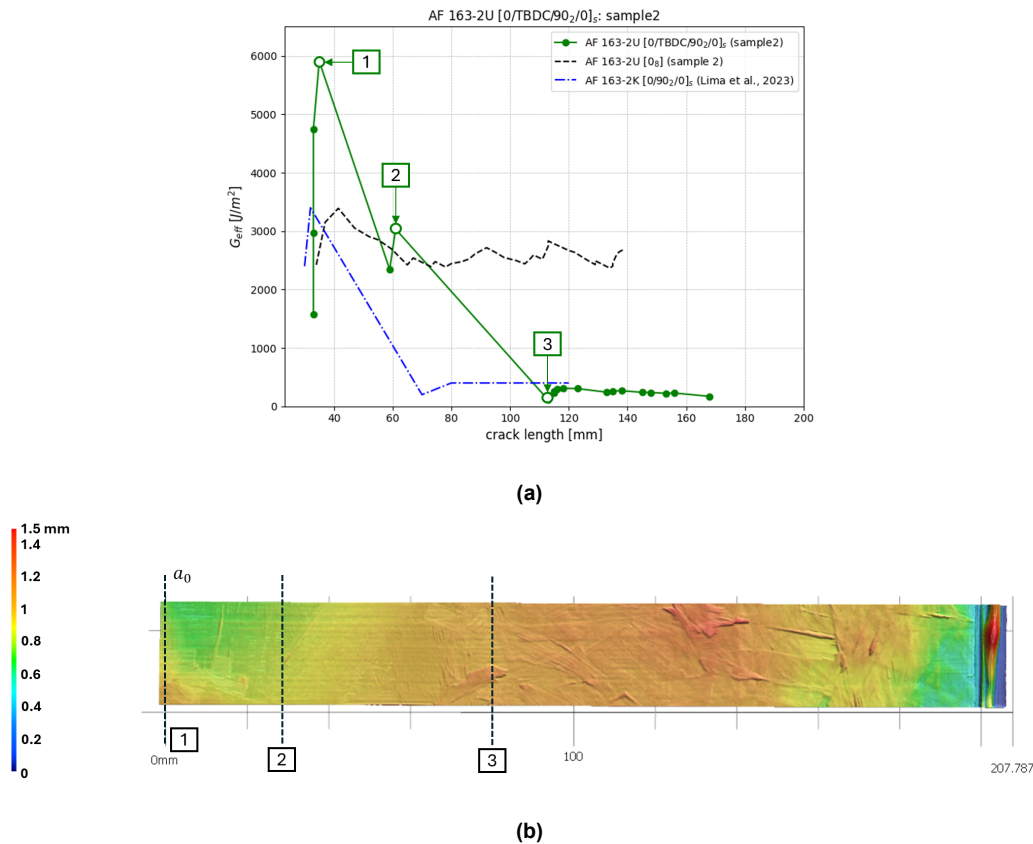 AF 163-2U [0/TBDC/90₂/0]ₛ: sample2
AF 163-2U [0/TBDC/90₂/0]ₛ (sample2)
AF 163-2U [0₈] (sample 2)
AF 163-2K [0/90₂/0]ₛ (Lima et al., 2023)
1
2
3
6000
5000
4000
3000
2000
1000
0
G_eff [J/m²]
40 60 80 100 120 140 160 180 200
crack length [mm]
(a)
1.5 mm
1.4
1.2
1
0.8
0.6
0.4
0.2
0
a₀
1
2
3
0mm
100
207.787
(b)